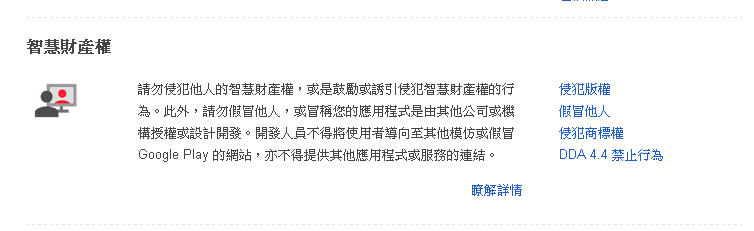 智慧財產權
請勿侵犯他人的智慧財產權，或是鼓勵或誘引侵犯智慧財產權的行
為。此外，請勿假冒他人，或冒稱您的應用程式是由其他公司或機
構授權或設計開發。開發人員不得將使用者導向至其他模仿或假冒
Google Play 的網站，亦不得提供其他應用程式或服務的連結。
瞭解詳情
侵犯版權
假冒他人
侵犯商標權
DDA 4.4 禁止行為